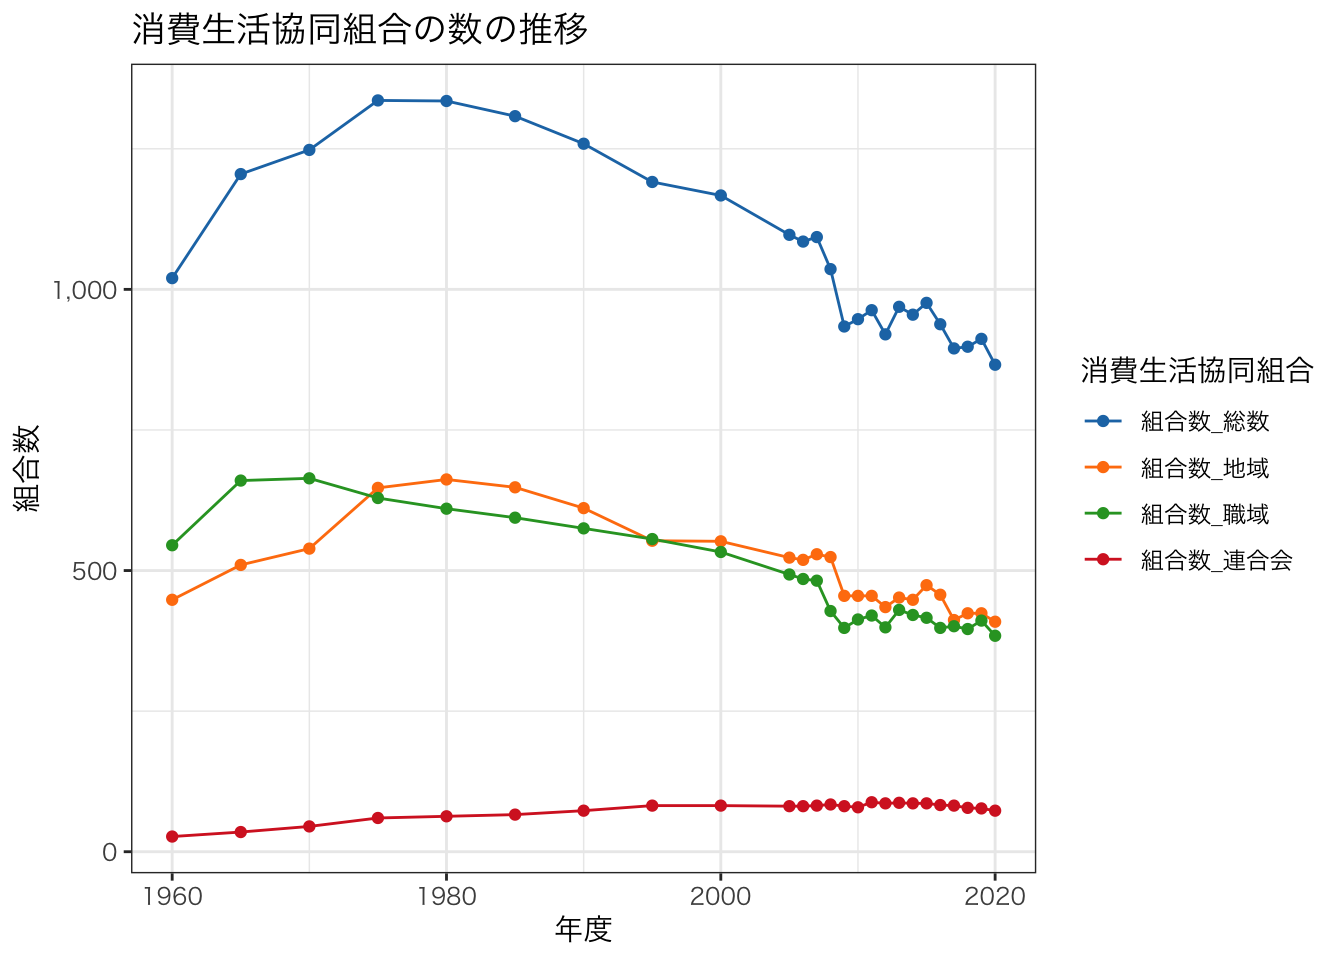 消費生活協同組合の数の推移
組合数
1,000
500
0
1960 1980 2000 2020
年度
消費生活協同組合
組合数_総数
組合数_地域
組合数_職域
組合数_連合会